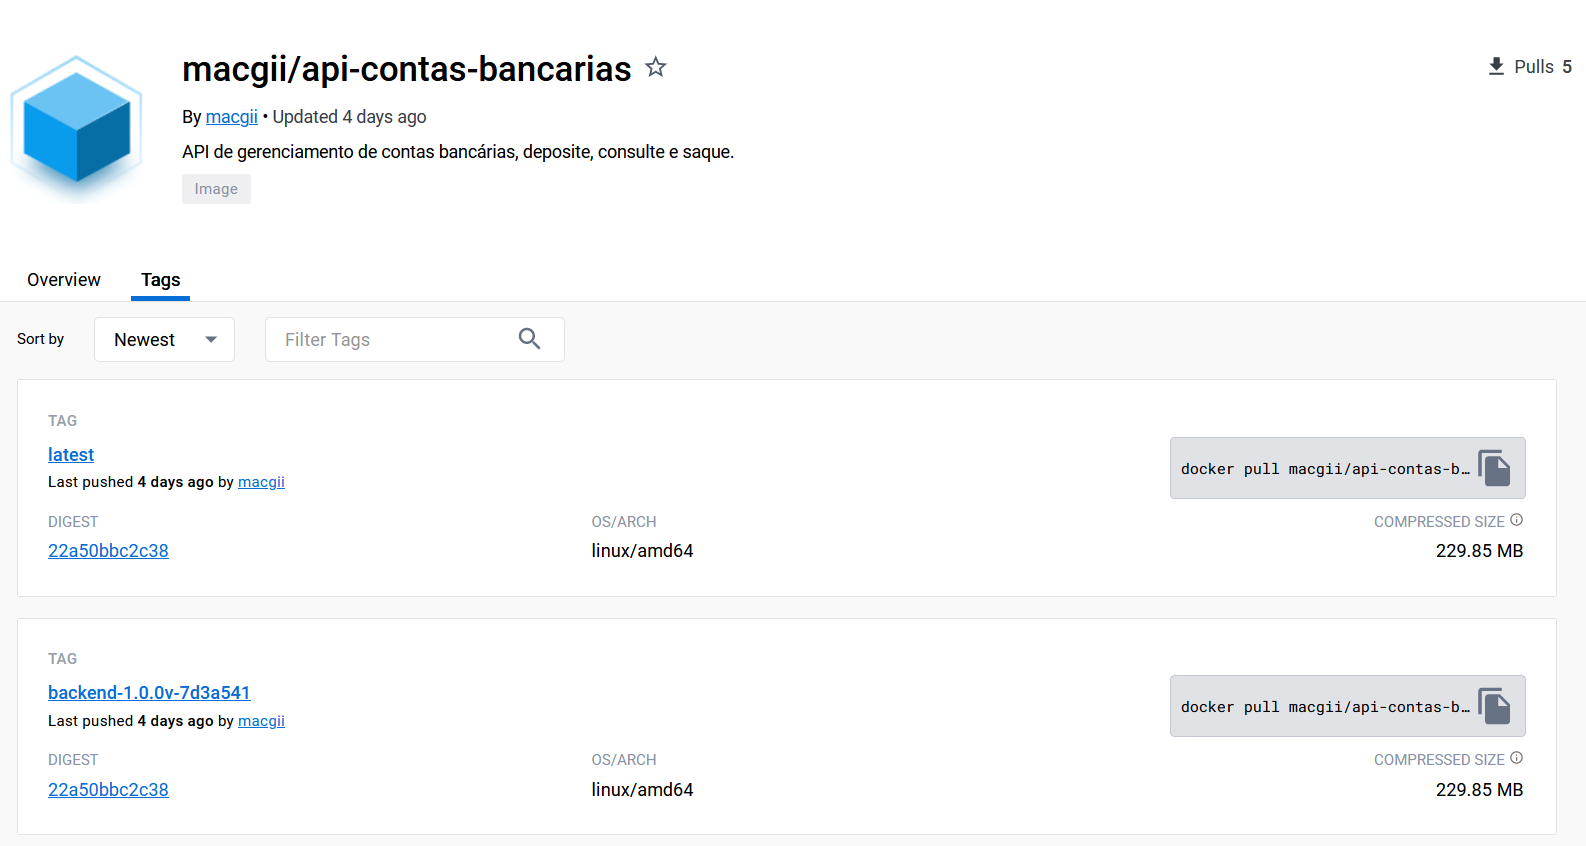 macgii/api-contas-bancarias
Pulls 5
By macgii • Updated 4 days ago
API de gerenciamento de contas bancárias, deposite, consulte e saque.
Image
Overview
Tags
Sort by
Newest
Filter Tags
TAG
latest
Last pushed 4 days ago by macgii
docker pull macgii/api-contas-b…
DIGEST
OS/ARCH
COMPRESSED SIZE
22a50bbc2c38
linux/amd64
229.85 MB
TAG
backend-1.0.0v-7d3a541
Last pushed 4 days ago by macgii
docker pull macgii/api-contas-b…
DIGEST
OS/ARCH
COMPRESSED SIZE
22a50bbc2c38
linux/amd64
229.85 MB